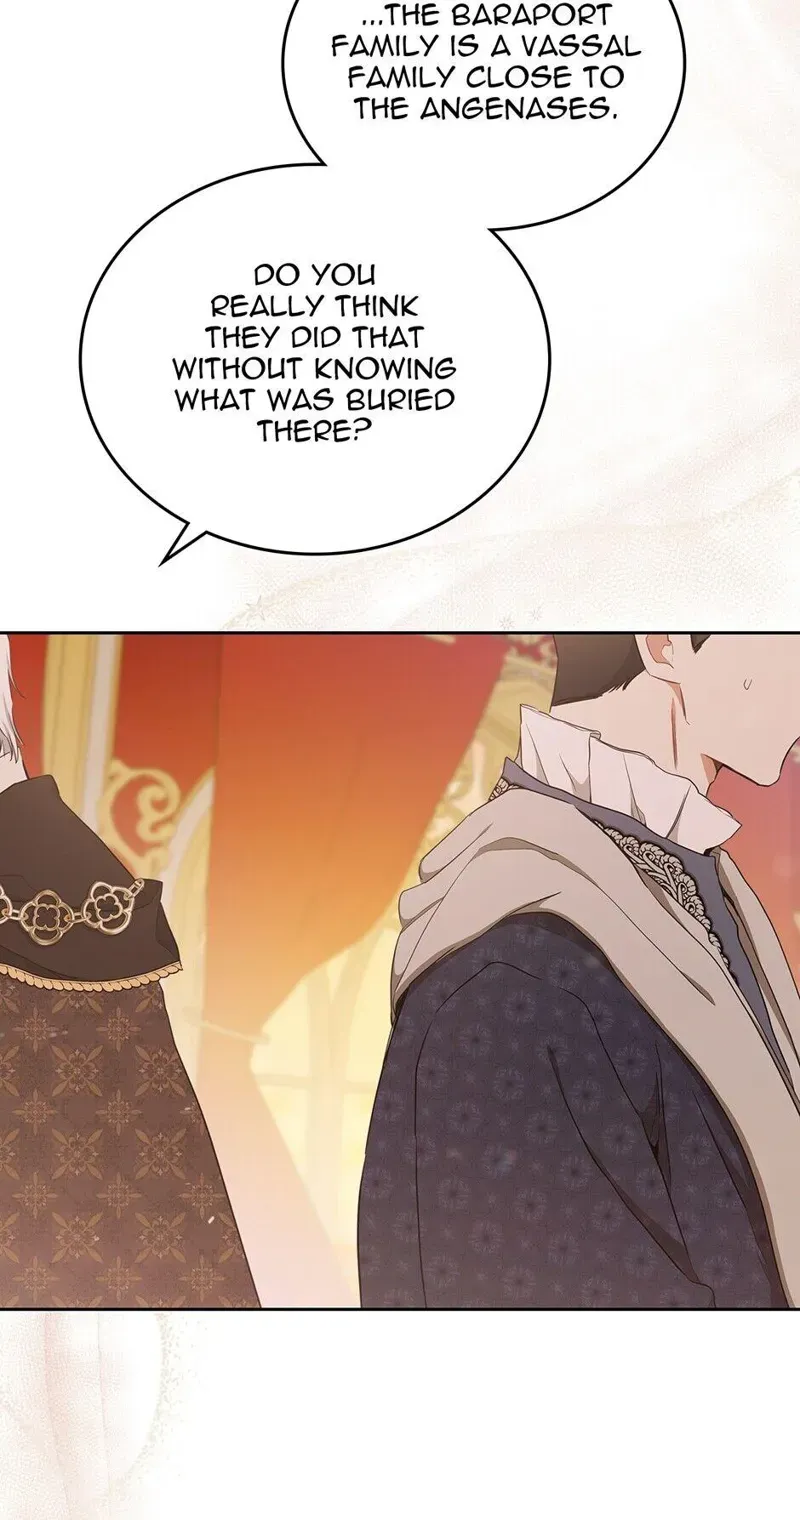 ...THE BARAPORT
FAMILY IS A VASSAL
FAMILY CLOSE TO
THE ANGENASES.
DO YOU
REALLY THINK
THEY DID THAT
WITHOUT KNOWING
WHAT WAS BURIED
THERE?